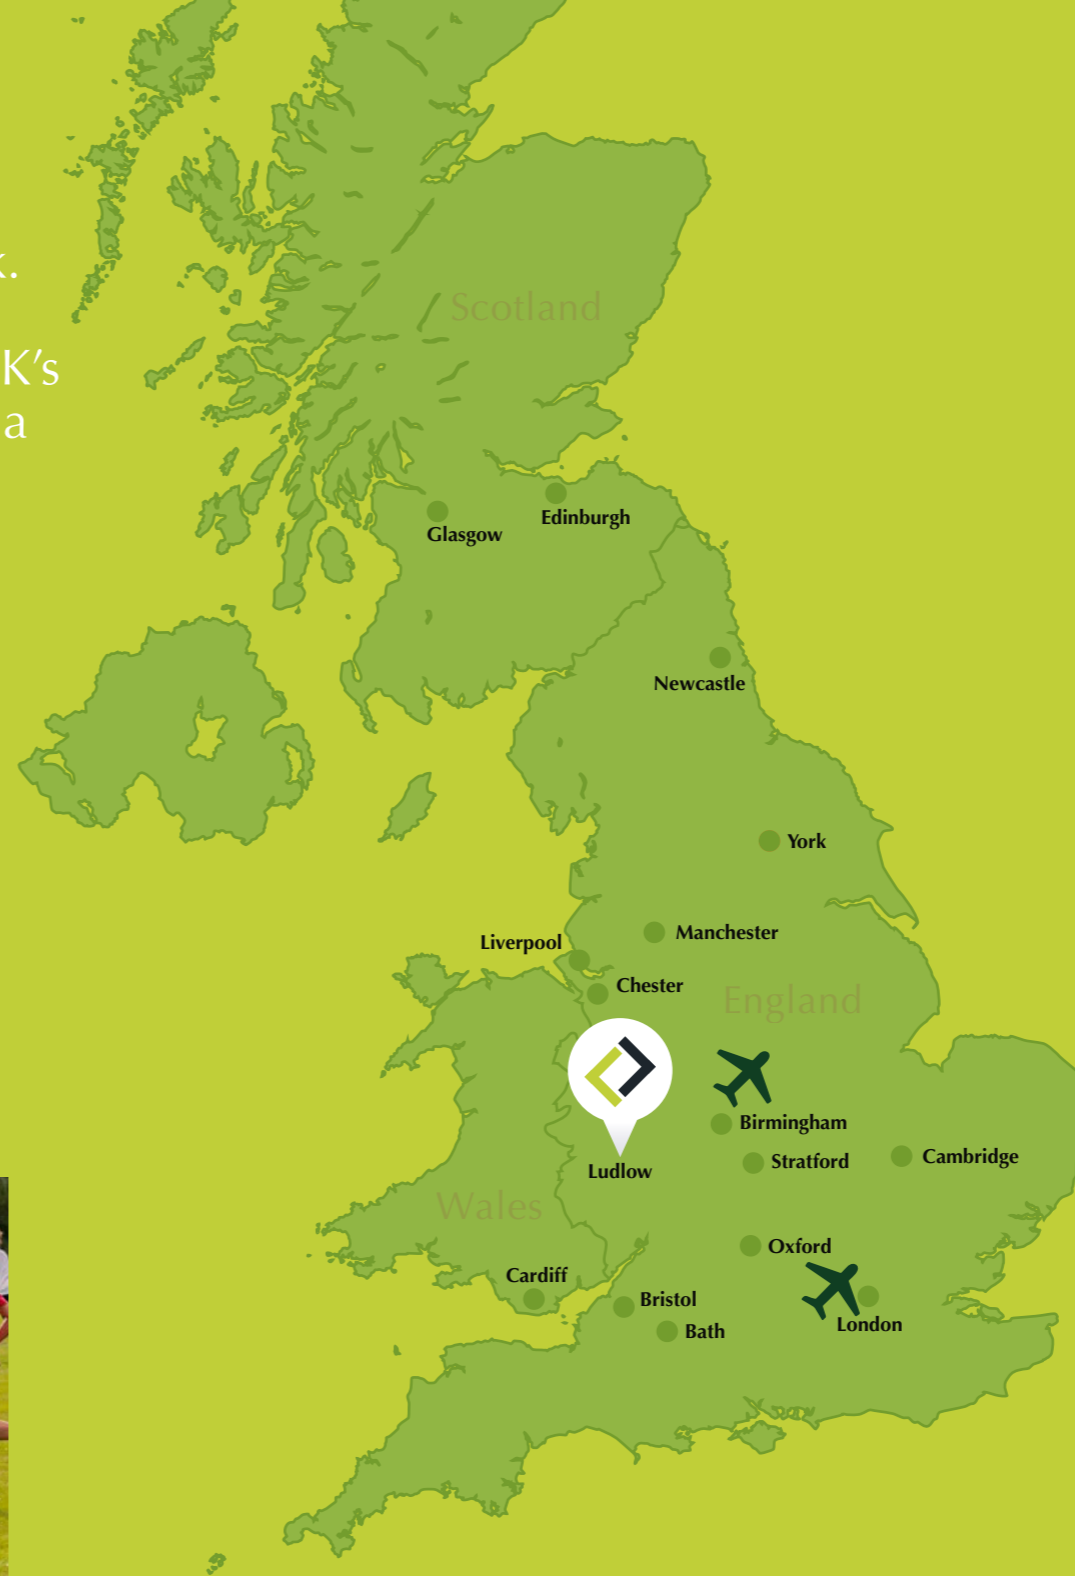 K's
a
Scotland
Glasgow
Edinburgh
Newcastle
York
Manchester
Liverpool
Chester
England
Birmingham
Ludlow
Stratford
Cambridge
Wales
Oxford
Cardiff
Bristol
London
Bath